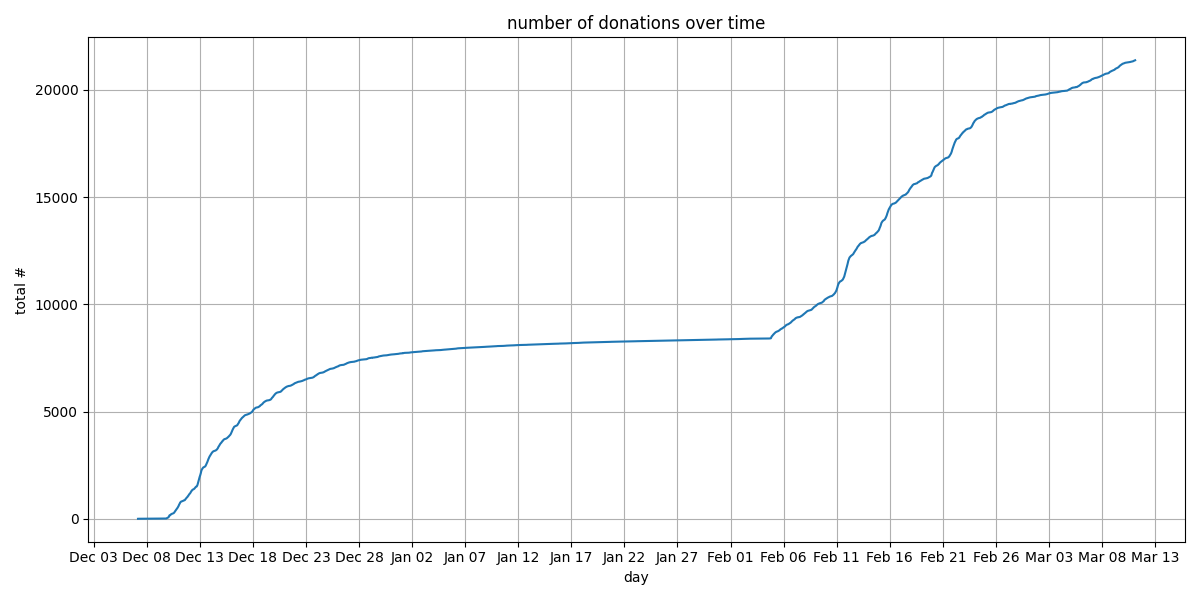 number of donations over time
total #
20000
15000
10000
5000
0
Dec 03 Dec 08 Dec 13 Dec 18 Dec 23 Dec 28 Jan 02 Jan 07 Jan 12 Jan 17 Jan 22 Jan 27 Feb 01 Feb 06 Feb 11 Feb 16 Feb 21 Feb 26 Mar 03 Mar 08 Mar 13
day